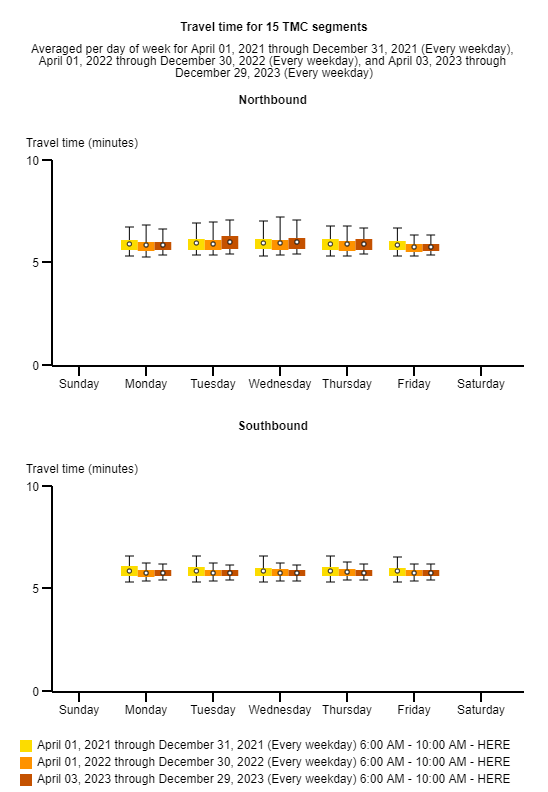 Travel time for 15 TMC segments
Averaged per day of week for April 01, 2021 through December 31, 2021 (Every weekday),
April 01, 2022 through December 30, 2022 (Every weekday), and April 03, 2023 through
December 29, 2023 (Every weekday)
Northbound
Travel time (minutes)
10
5
0
Sunday Monday Tuesday Wednesday Thursday Friday Saturday
Southbound
Travel time (minutes)
10
5
0
Sunday Monday Tuesday Wednesday Thursday Friday Saturday
April 01, 2021 through December 31, 2021 (Every weekday) 6:00 AM - 10:00 AM - HERE
April 01, 2022 through December 30, 2022 (Every weekday) 6:00 AM - 10:00 AM - HERE
April 03, 2023 through December 29, 2023 (Every weekday) 6:00 AM - 10:00 AM - HERE